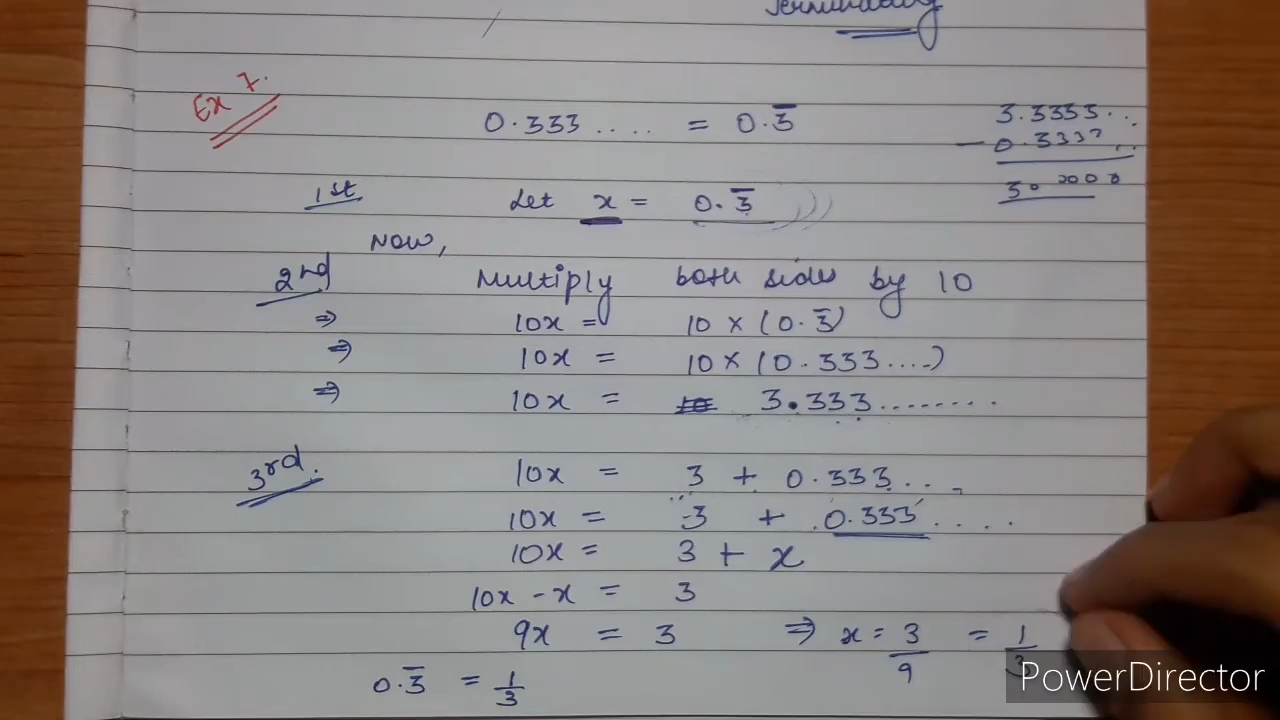 Terminating
Ex 7.
0.333.... = 0.3̅
3.3333...
- 0.3333..
3.0000
1st Let x = 0.3̅
Now,
2nd Multiply both sides by 10
⇒ 10x = 10 × (0.3̅)
⇒ 10x = 10 × (0.333....)
⇒ 10x = 3.333........
3rd. 10x = 3 + 0.333...
10x = 3 + 0.333....
10x = 3 + x
10x - x = 3
9x = 3 ⇒ x = 3/9 = 1/3
0.3̅ = 1/3
PowerDirector